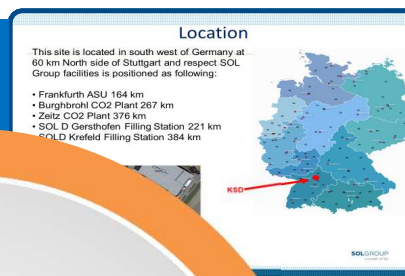 Location
This site is located in south west of Germany at
60 km North side of Stuttgart and respect SOL
Group facilities is positioned as following:
• Frankfurth ASU 164 km
• Burghbrohl CO2 Plant 267 km
• Zeitz CO2 Plant 376 km
• SOL D Gersthofen Filling Station 221 km
SOLD Krefeld Filling Station 384 km
KSD
SOLGROUP